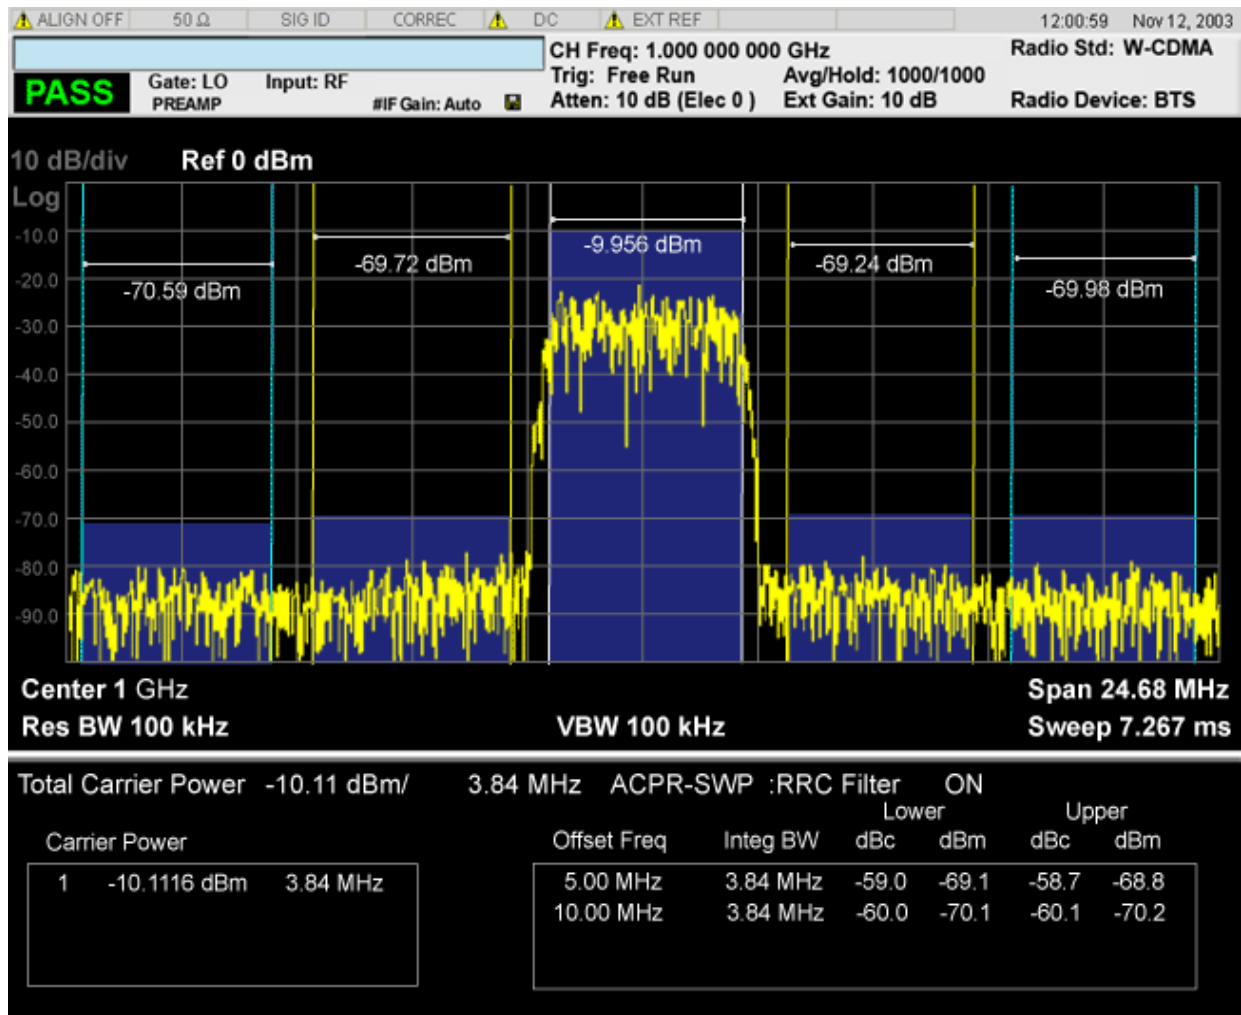 ALIGN OFF 50 Ω SIG ID CORREC DC EXT REF 12:00:59 Nov 12, 2003
CH Freq: 1.000 000 000 GHz Radio Std: W-CDMA
PASS Gate: LO Input: RF Trig: Free Run Avg/Hold: 1000/1000
PREAMP #IF Gain: Auto Atten: 10 dB (Elec 0 ) Ext Gain: 10 dB Radio Device: BTS
10 dB/div Ref 0 dBm
Log
-10.0
-20.0
-30.0
-40.0
-50.0
-60.0
-70.0
-80.0
-90.0
-70.59 dBm
-69.72 dBm
-9.956 dBm
-69.24 dBm
-69.98 dBm
Center 1 GHz Span 24.68 MHz
Res BW 100 kHz VBW 100 kHz Sweep 7.267 ms
Total Carrier Power -10.11 dBm/ 3.84 MHz ACPR-SWP :RRC Filter ON
Lower Upper
Carrier Power Offset Freq Integ BW dBc dBm dBc dBm
1 -10.1116 dBm 3.84 MHz 5.00 MHz 3.84 MHz -59.0 -69.1 -58.7 -68.8
10.00 MHz 3.84 MHz -60.0 -70.1 -60.1 -70.2